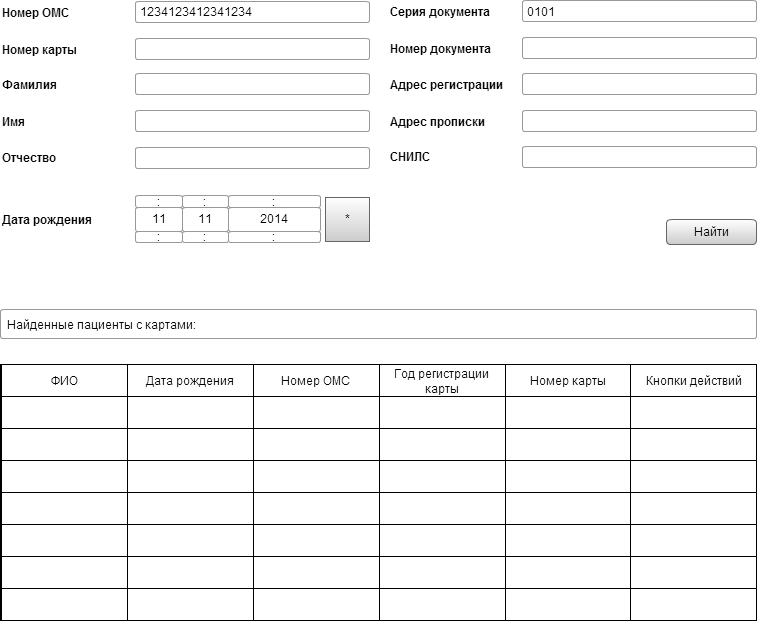 Номер ОМС 1234123412341234 Серия документа 0101
Номер карты Номер документа
Фамилия Адрес регистрации
Имя Адрес прописки
Отчество СНИЛС
: : :
Дата рождения 11 11 2014 *
: : :
Найти
Найденные пациенты с картами:
ФИО Дата рождения Номер ОМС Год регистрации карты Номер карты Кнопки действий